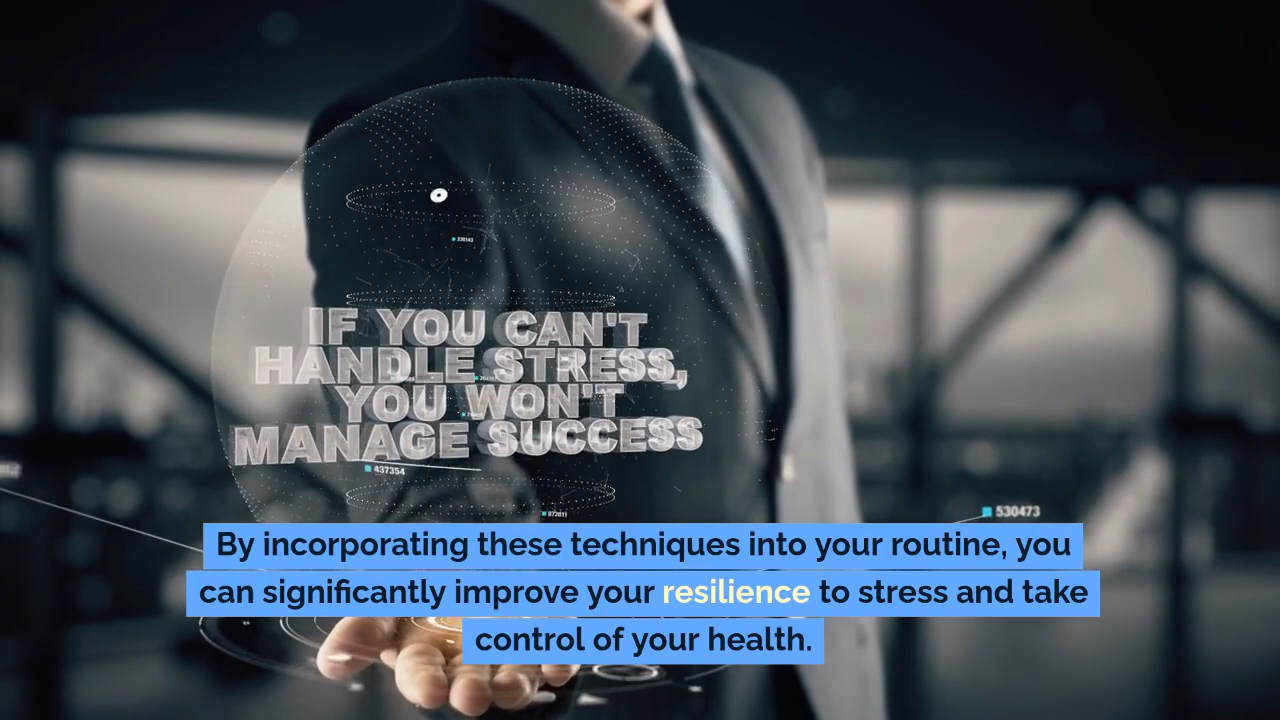 338143
IF YOU CAN'T
HANDLE STRESS,
YOU WON'T
MANAGE SUCCESS
437354
530473
By incorporating these techniques into your routine, you
can significantly improve your resilience to stress and take
control of your health.